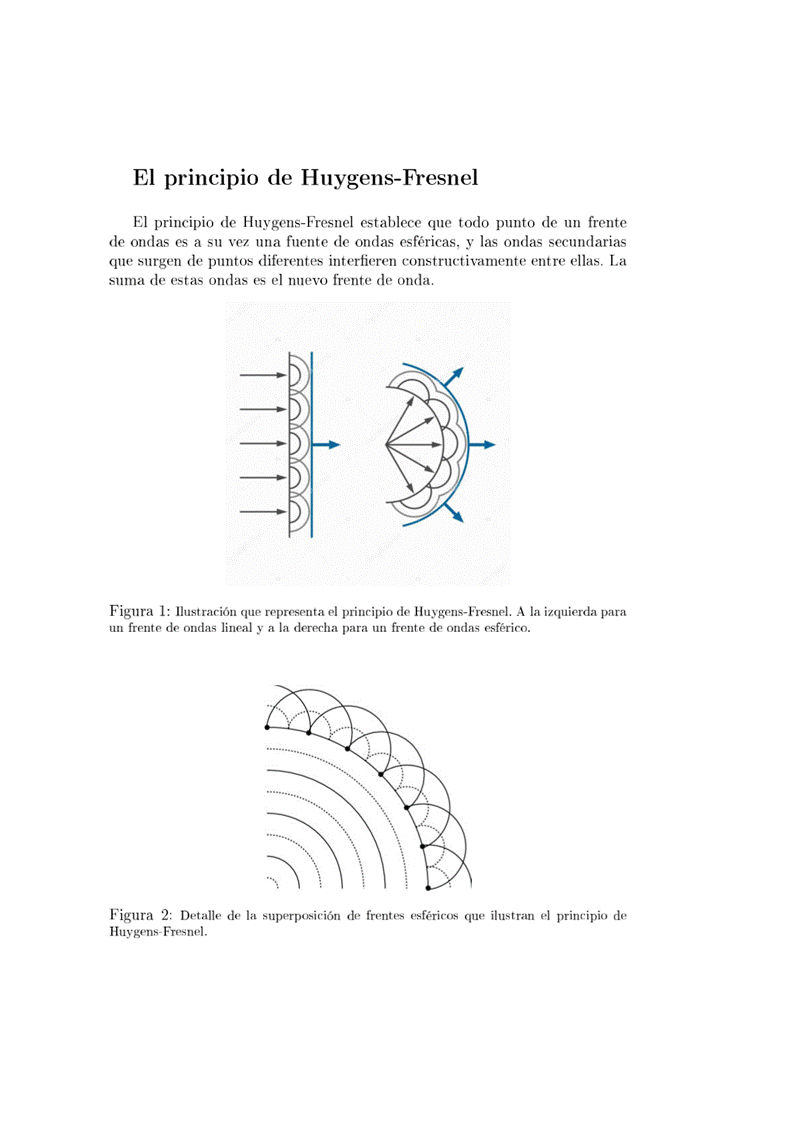 El principio de Huygens-Fresnel
El principio de Huygens-Fresnel establece que todo punto de un frente
de ondas es a su vez una fuente de ondas esféricas, y las ondas secundarias
que surgen de puntos diferentes interfieren constructivamente entre ellas. La
suma de estas ondas es el nuevo frente de onda.
Figura 1: Ilustración que representa el principio de Huygens-Fresnel. A la izquierda para
un frente de ondas lineal y a la derecha para un frente de ondas esférico.
Figura 2: Detalle de la superposición de frentes esféricos que ilustran el principio de
Huygens-Fresnel.